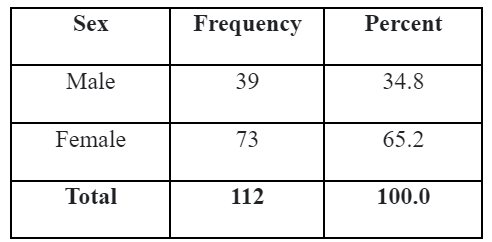 Sex Frequency Percent
Male 39 34.8
Female 73 65.2
Total 112 100.0